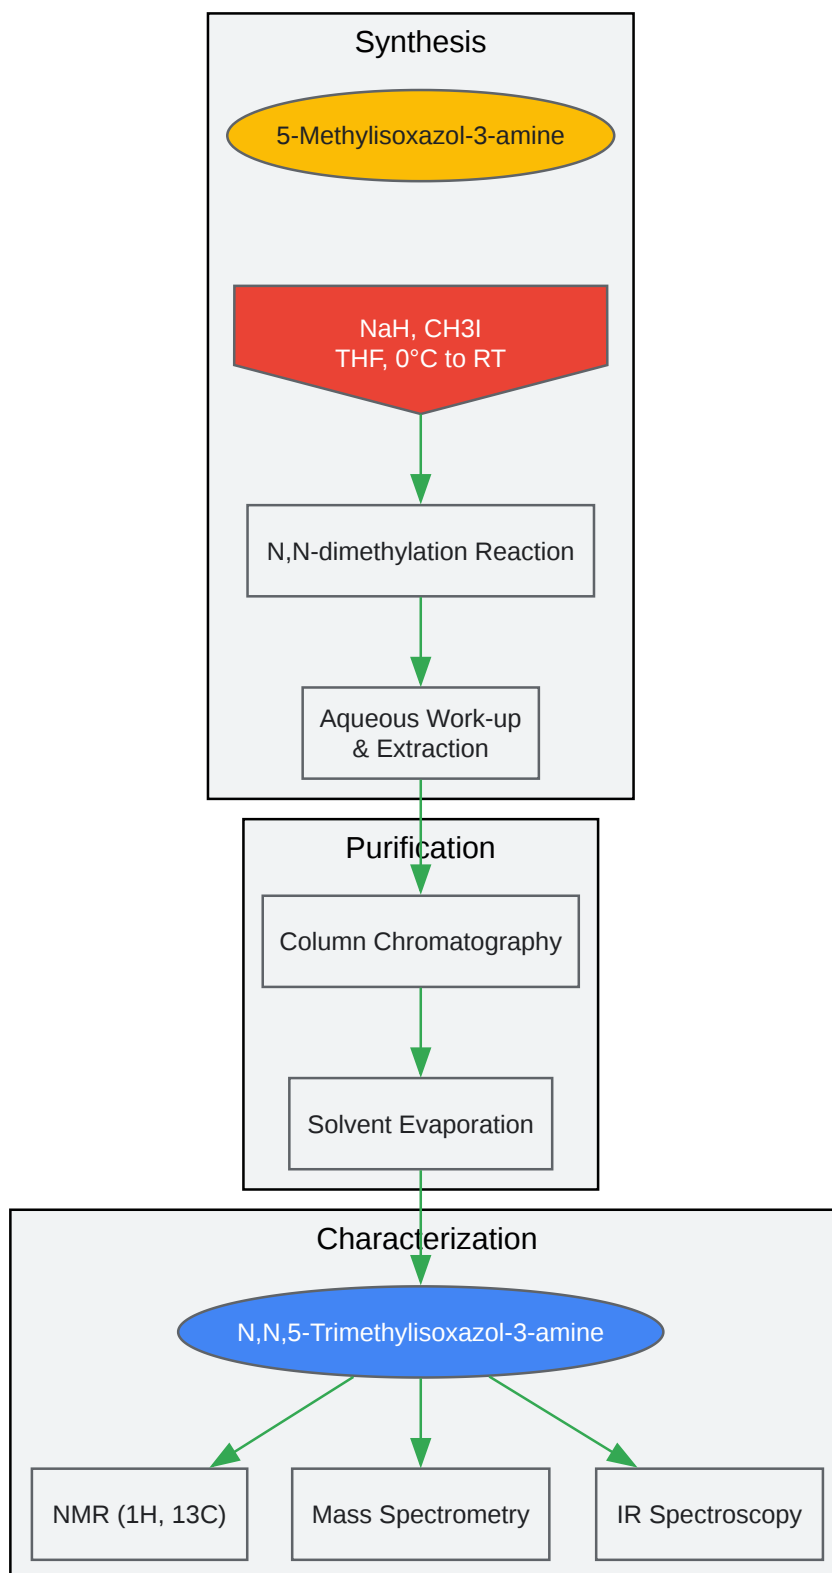 Synthesis
5-Methylisoxazol-3-amine
NaH, CH3I
THF, 0°C to RT
N,N-dimethylation Reaction
Aqueous Work-up
& Extraction
Purification
Column Chromatography
Solvent Evaporation
Characterization
N,N,5-Trimethylisoxazol-3-amine
NMR (1H, 13C)
Mass Spectrometry
IR Spectroscopy